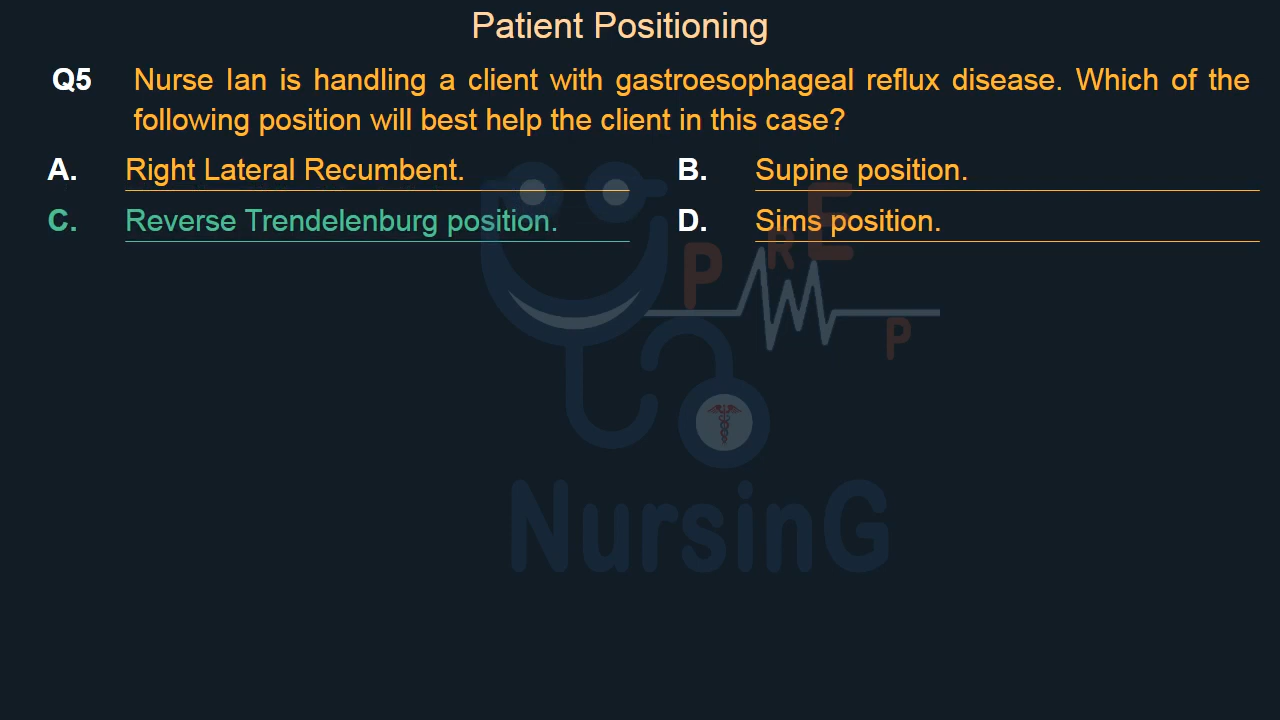 Patient Positioning
Q5 Nurse Ian is handling a client with gastroesophageal reflux disease. Which of the
following position will best help the client in this case?
A. Right Lateral Recumbent. B. Supine position.
C. Reverse Trendelenburg position. D. Sims position.
P R E P
NursinG